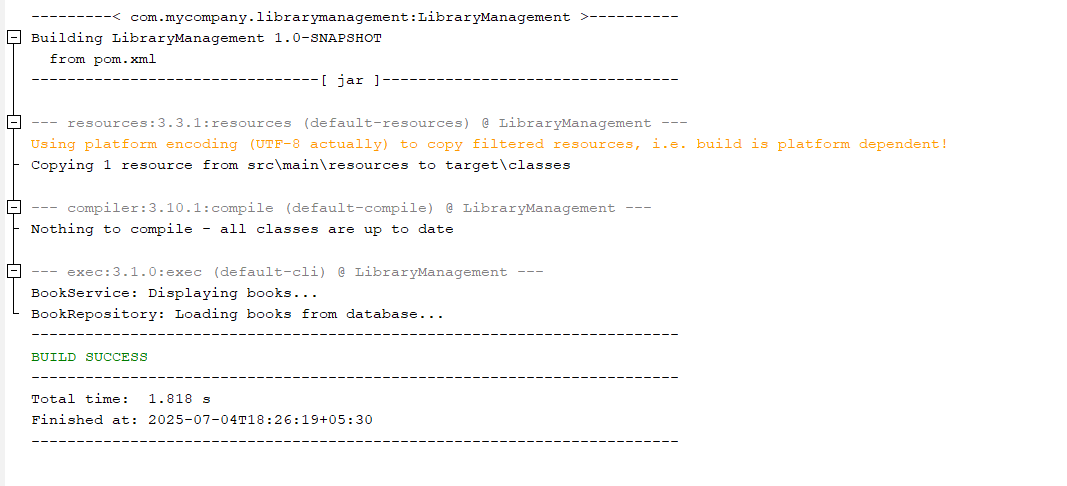 ---------< com.mycompany.librarymanagement:LibraryManagement >----------
Building LibraryManagement 1.0-SNAPSHOT
  from pom.xml
--------------------------------[ jar ]---------------------------------
--- resources:3.3.1:resources (default-resources) @ LibraryManagement ---
Using platform encoding (UTF-8 actually) to copy filtered resources, i.e. build is platform dependent!
Copying 1 resource from src\main\resources to target\classes
--- compiler:3.10.1:compile (default-compile) @ LibraryManagement ---
Nothing to compile - all classes are up to date
--- exec:3.1.0:exec (default-cli) @ LibraryManagement ---
BookService: Displaying books...
BookRepository: Loading books from database...
------------------------------------------------------------------------
BUILD SUCCESS
------------------------------------------------------------------------
Total time:  1.818 s
Finished at: 2025-07-04T18:26:19+05:30
------------------------------------------------------------------------